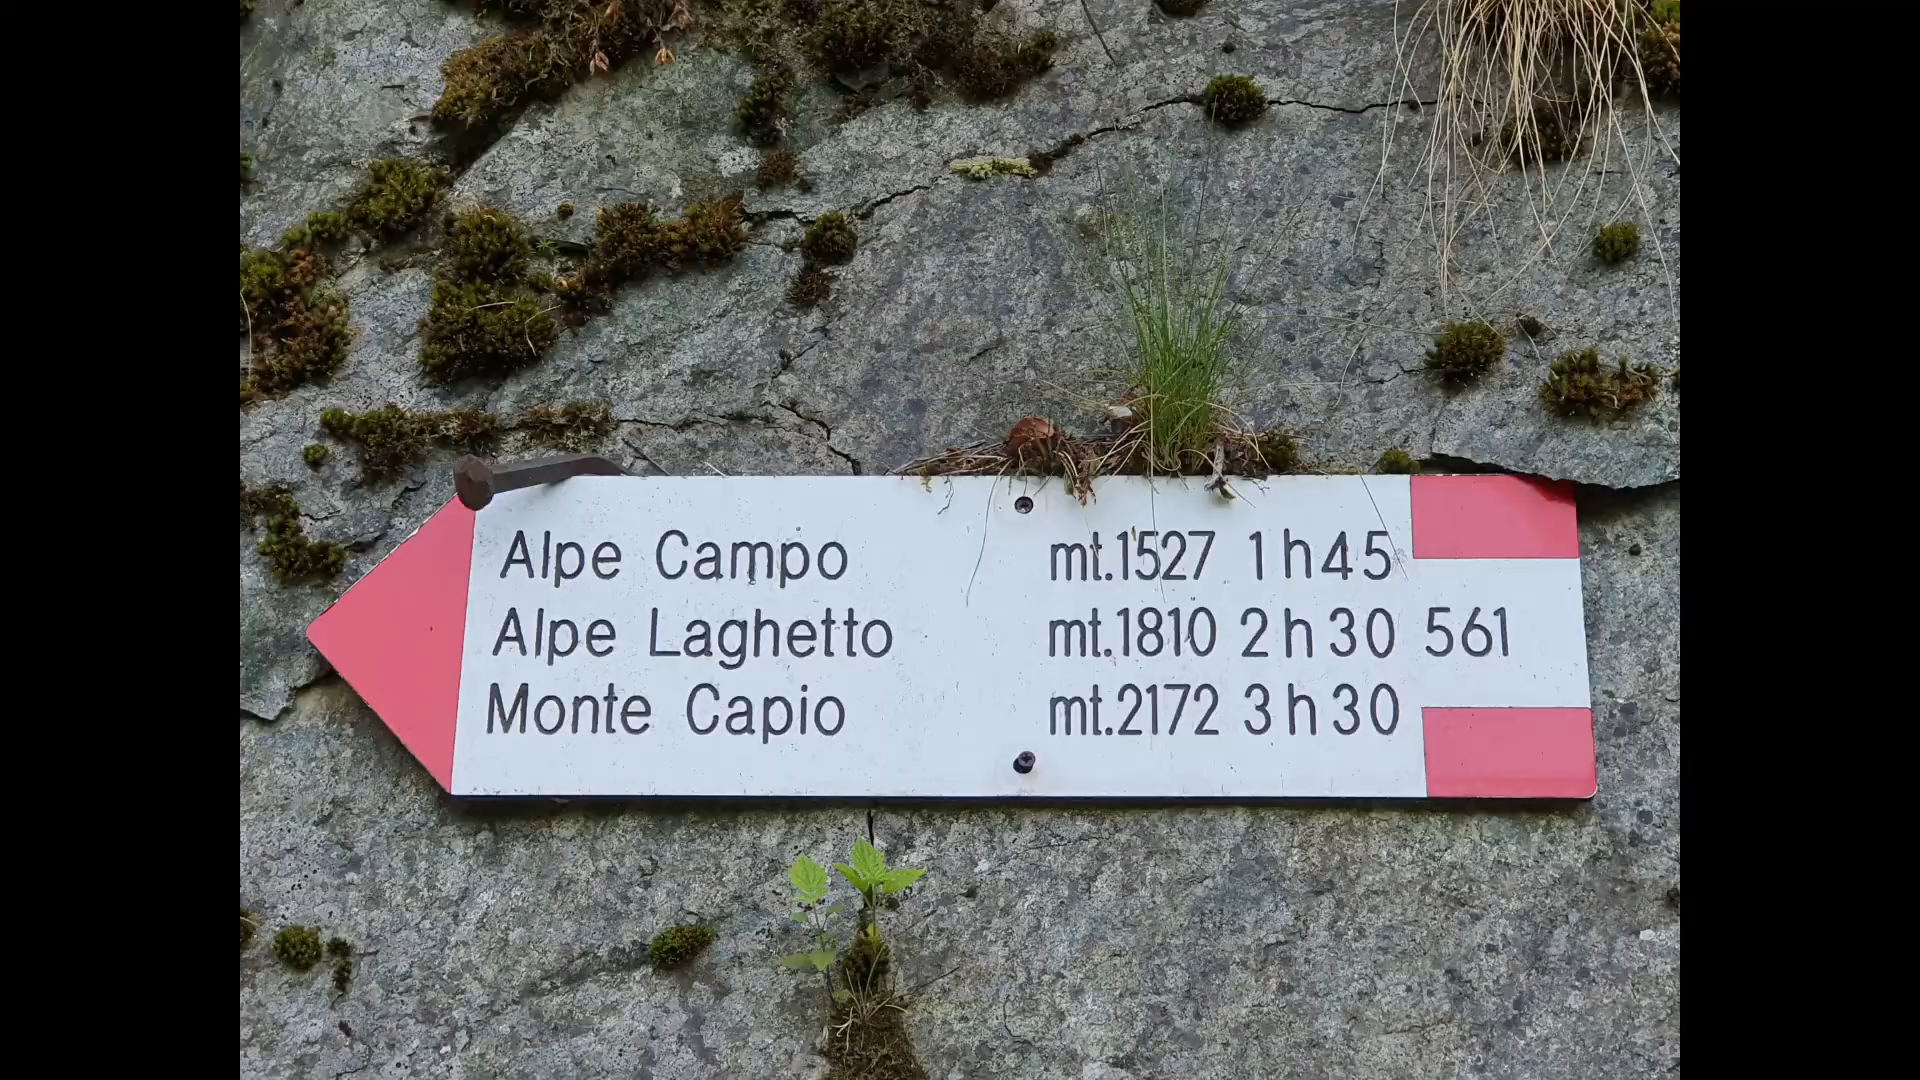 Alpe Campo mt.1527 1h45
Alpe Laghetto mt.1810 2h30 561
Monte Capio mt.2172 3h30